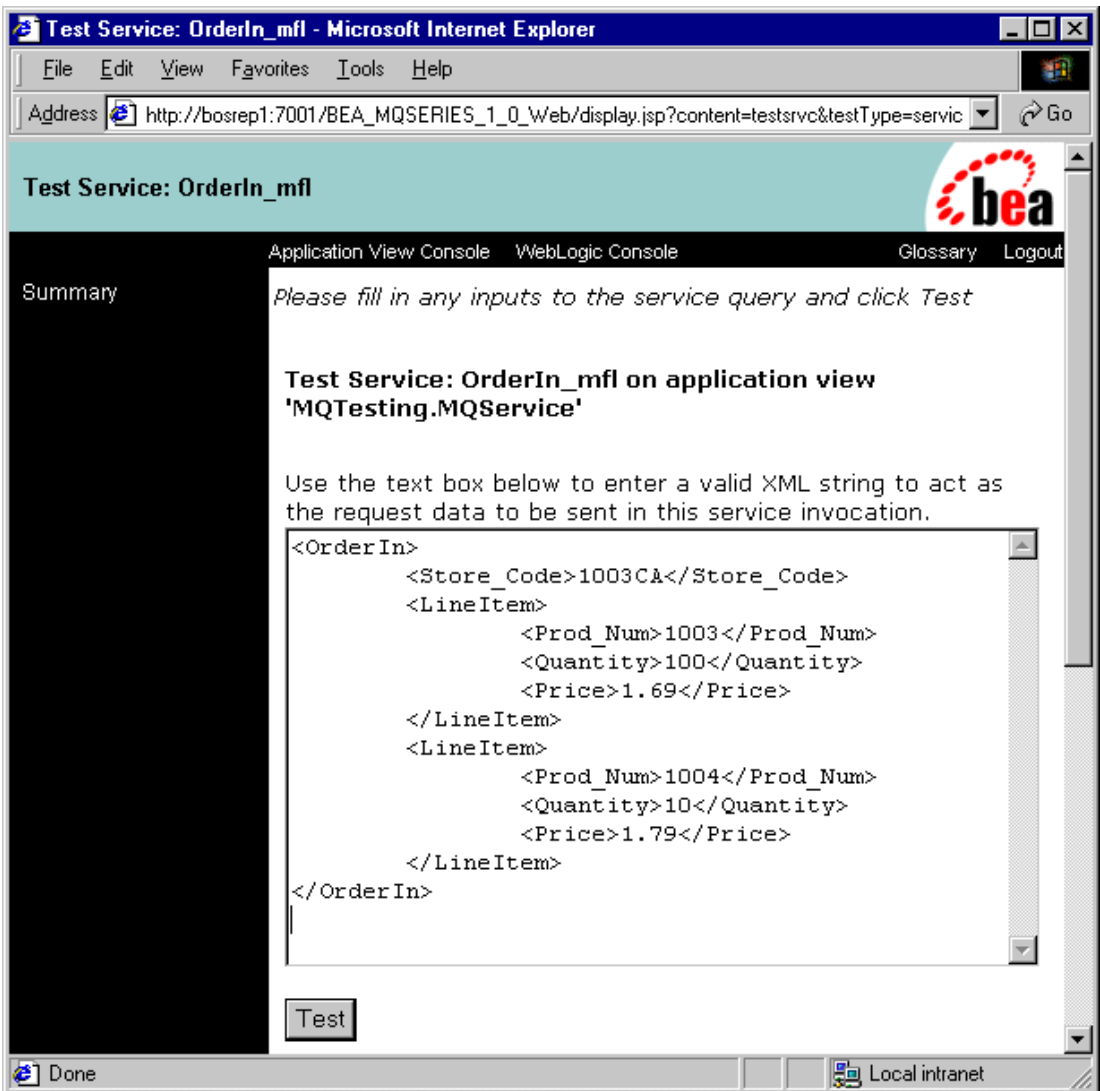 Test Service: OrderIn_mfl - Microsoft Internet Explorer
File Edit View Favorites Tools Help
Address http://bosrep1:7001/BEA_MQSERIES_1_0_Web/display.jsp?content=testsrvc&testType=servic Go
Test Service: OrderIn_mfl
bea
Application View Console WebLogic Console Glossary Logout
Summary
Please fill in any inputs to the service query and click Test
Test Service: OrderIn_mfl on application view
'MQTesting.MQService'
Use the text box below to enter a valid XML string to act as
the request data to be sent in this service invocation.
<OrderIn>
<Store_Code>1003CA</Store_Code>
<LineItem>
<Prod_Num>1003</Prod_Num>
<Quantity>100</Quantity>
<Price>1.69</Price>
</LineItem>
<LineItem>
<Prod_Num>1004</Prod_Num>
<Quantity>10</Quantity>
<Price>1.79</Price>
</LineItem>
</OrderIn>
Test
Done Local intranet